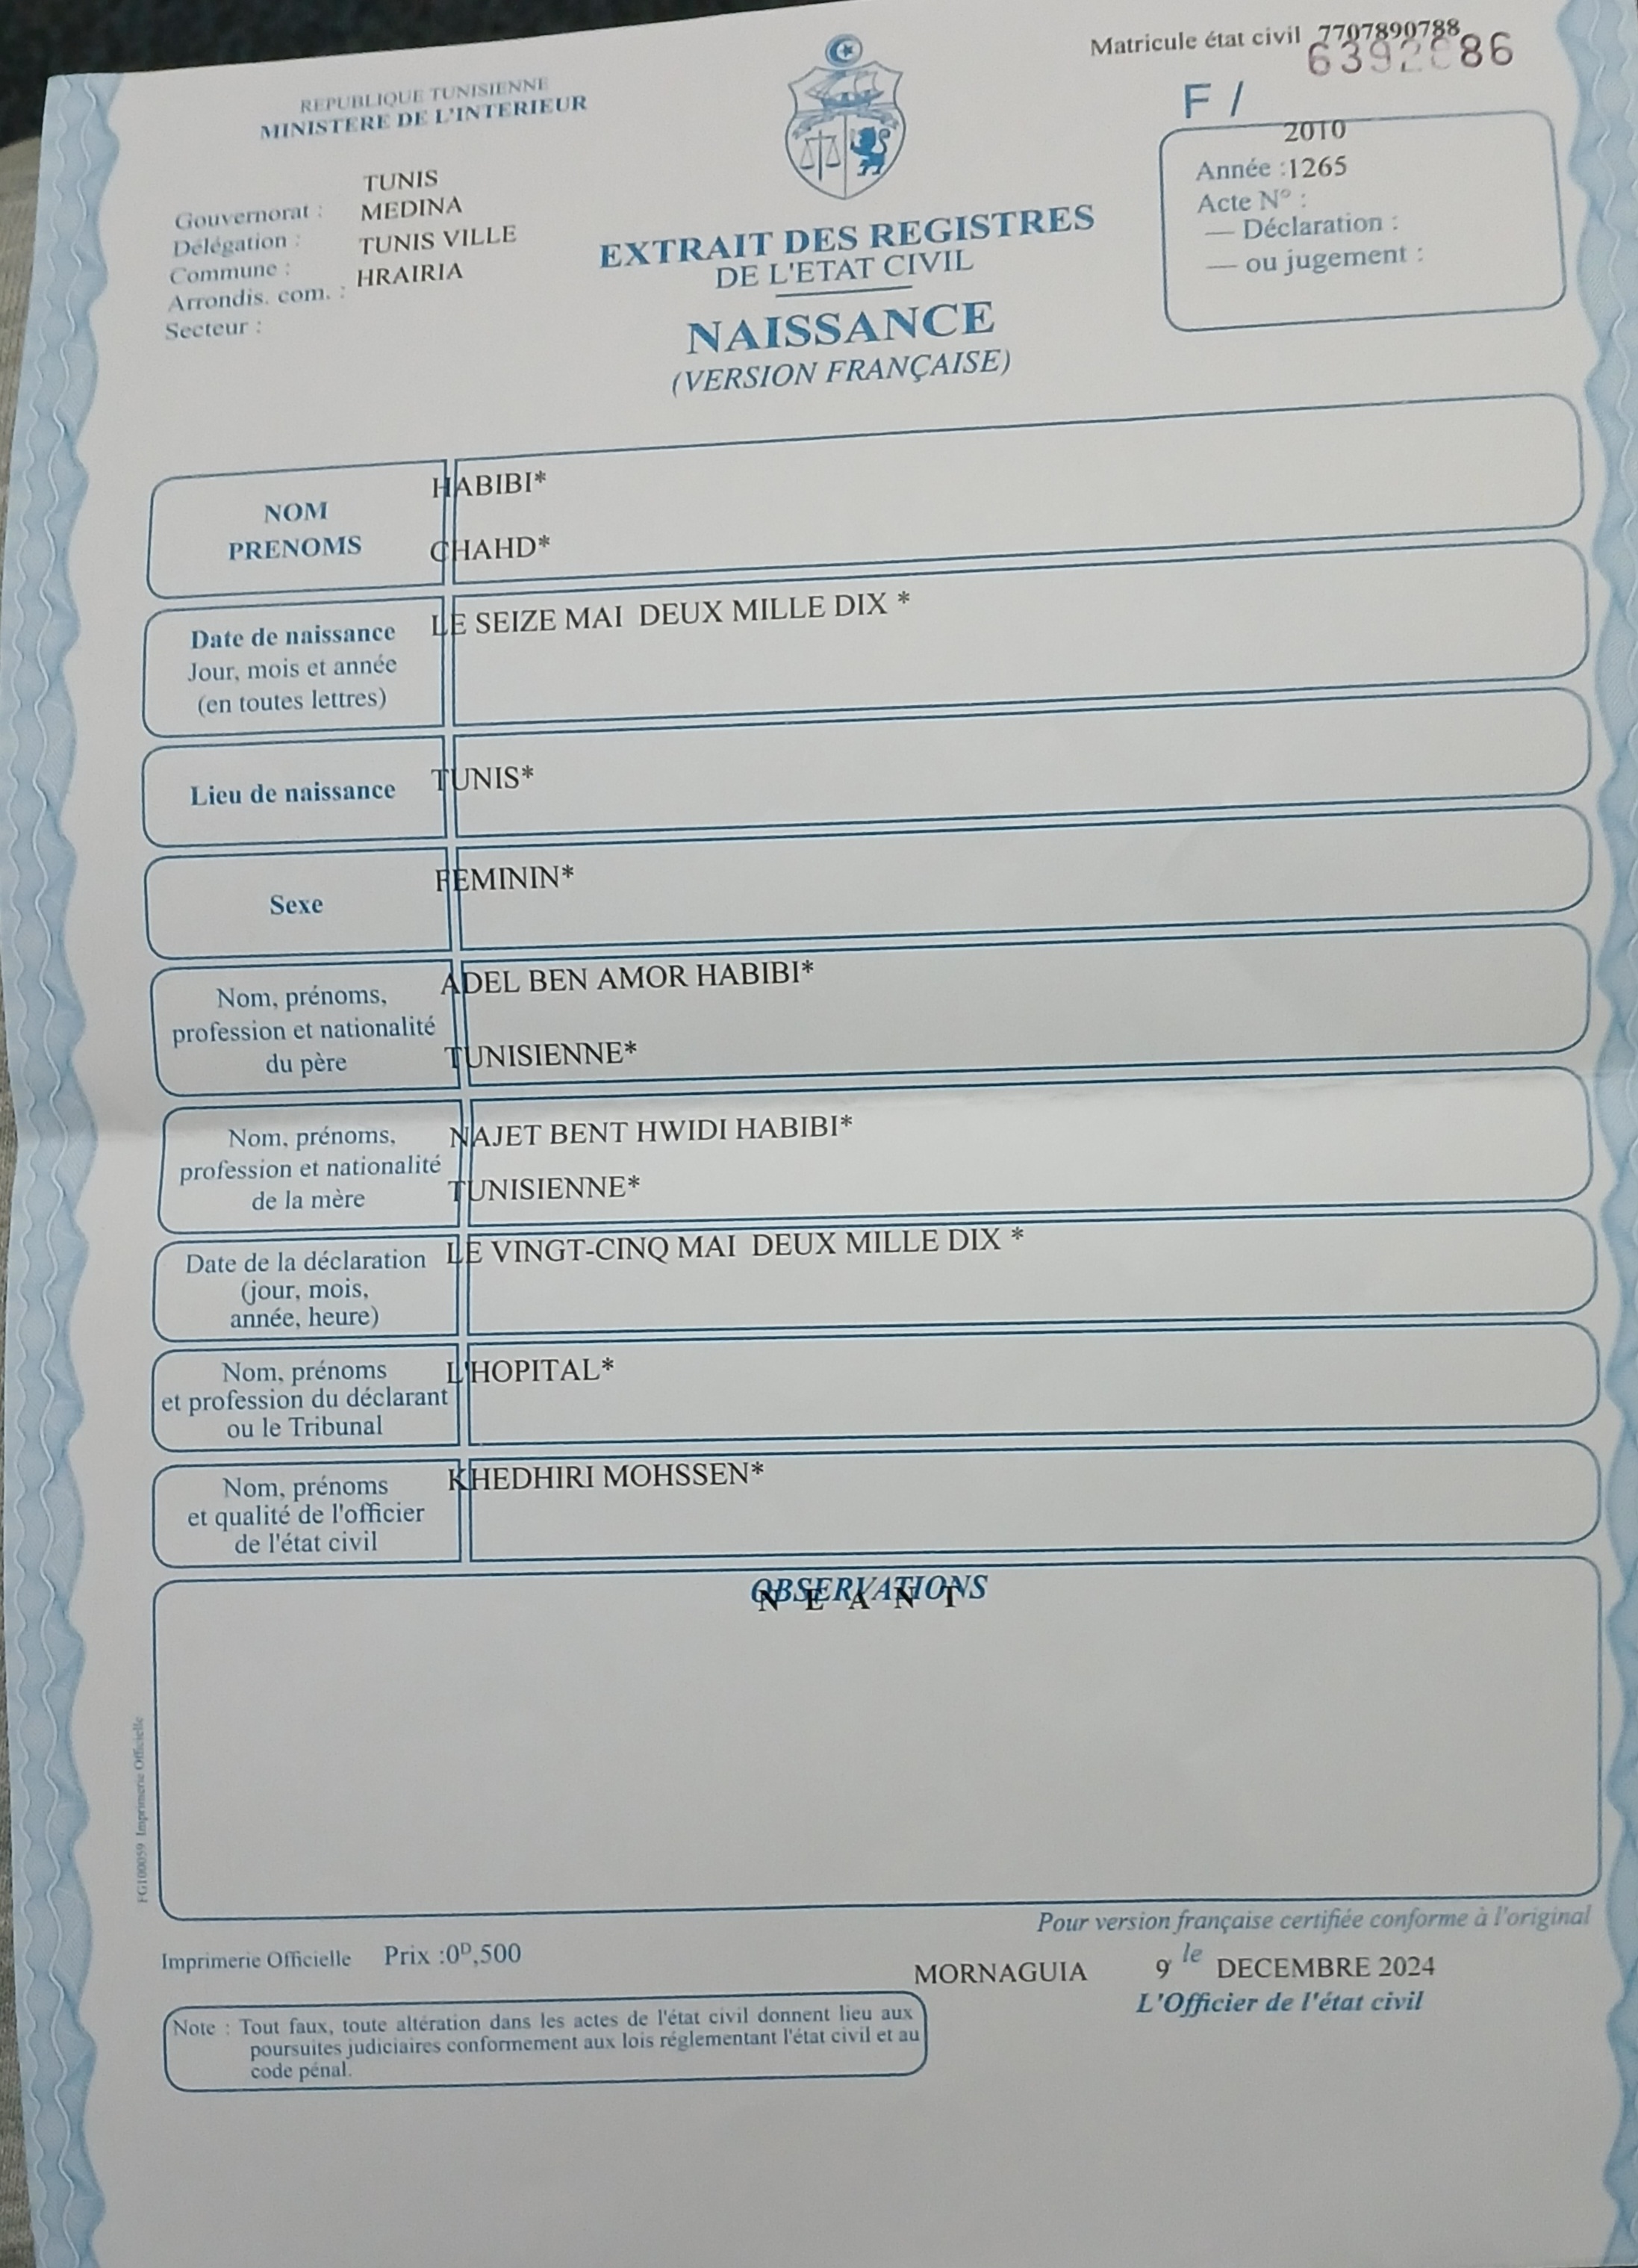 Matricule état civil 7707890788
REPUBLIQUE TUNISIENNE
MINISTERE DE L'INTERIEUR
F /
TUNIS
Gouvernorat : MEDINA
Délégation : TUNIS VILLE
Commune : HRAIRIA
Arrondis. com. :
Secteur :
EXTRAIT DES REGISTRES
DE L'ETAT CIVIL
NAISSANCE
(VERSION FRANÇAISE)
2010
Année :1265
Acte N° :
— Déclaration :
— ou jugement :
NOM HABIBI*
PRENOMS CHAHD*
Date de naissance LE SEIZE MAI DEUX MILLE DIX *
Jour, mois et année
(en toutes lettres)
Lieu de naissance TUNIS*
Sexe FEMININ*
Nom, prénoms, ADEL BEN AMOR HABIBI*
profession et nationalité
du père TUNISIENNE*
Nom, prénoms, NAJET BENT HWIDI HABIBI*
profession et nationalité
de la mère TUNISIENNE*
Date de la déclaration LE VINGT-CINQ MAI DEUX MILLE DIX *
(jour, mois,
année, heure)
Nom, prénoms L'HOPITAL*
et profession du déclarant
ou le Tribunal
Nom, prénoms KHEDHIRI MOHSSEN*
et qualité de l'officier
de l'état civil
OBSERVATIONS
N E A N T
FG100059 Imprimerie Officielle
Pour version française certifiée conforme à l'original
Imprimerie Officielle Prix :0ᴰ,500
MORNAGUIA 9 le DECEMBRE 2024
L'Officier de l'état civil
Note : Tout faux, toute altération dans les actes de l'état civil donnent lieu aux
poursuites judiciaires conformement aux lois réglementant l'état civil et au
code pénal.